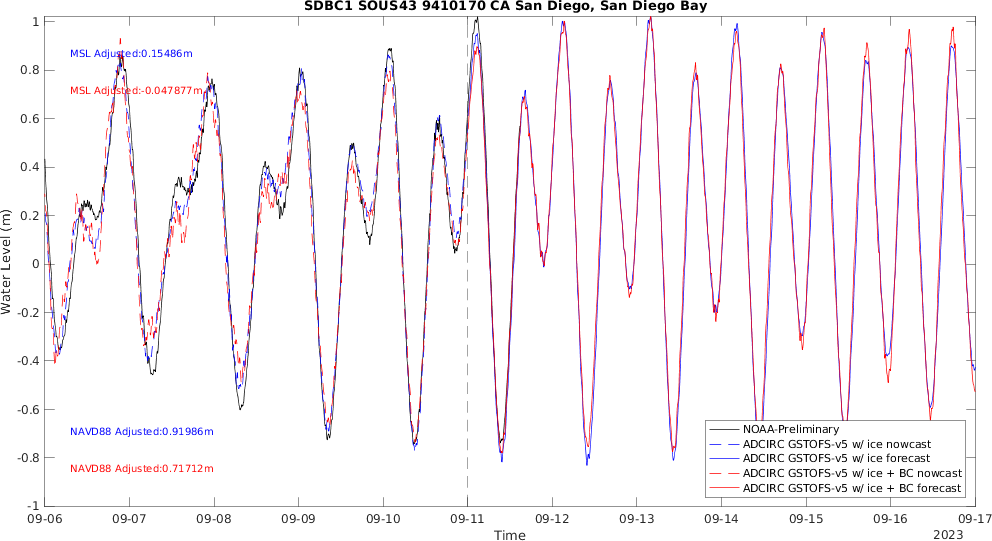 SDBC1 SOUS43 9410170 CA San Diego, San Diego Bay
MSL Adjusted:0.15486m
MSL Adjusted:-0.047877m
NAVD88 Adjusted:0.91986m
NAVD88 Adjusted:0.71712m
Water Level (m)
1
0.8
0.6
0.4
0.2
0
-0.2
-0.4
-0.6
-0.8
-1
NOAA-Preliminary
ADCIRC GSTOFS-v5 w/ ice nowcast
ADCIRC GSTOFS-v5 w/ ice forecast
ADCIRC GSTOFS-v5 w/ ice + BC nowcast
ADCIRC GSTOFS-v5 w/ ice + BC forecast
09-06 09-07 09-08 09-09 09-10 09-11 09-12 09-13 09-14 09-15 09-16 09-17
Time
2023